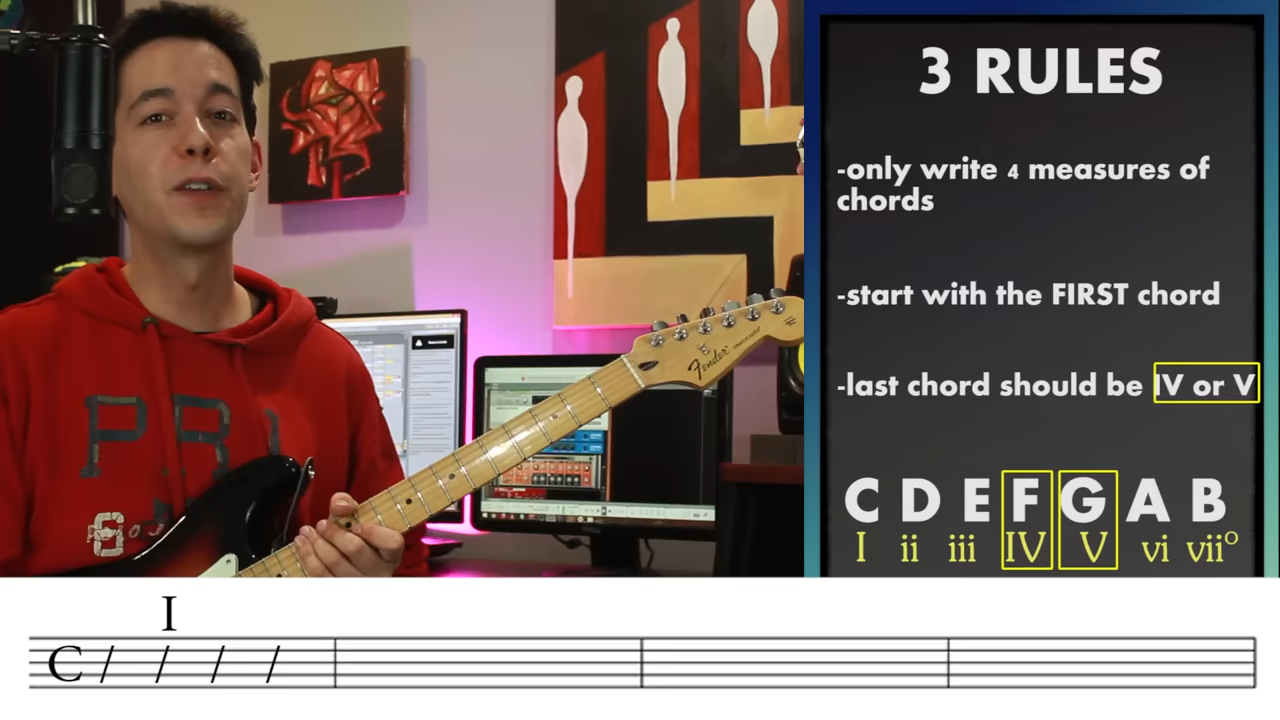 3 RULES
-only write 4 measures of
chords
-start with the FIRST chord
-last chord should be IV or V
C D E F G A B
I ii iii IV V vi vii°
Fender
I
C / / / /